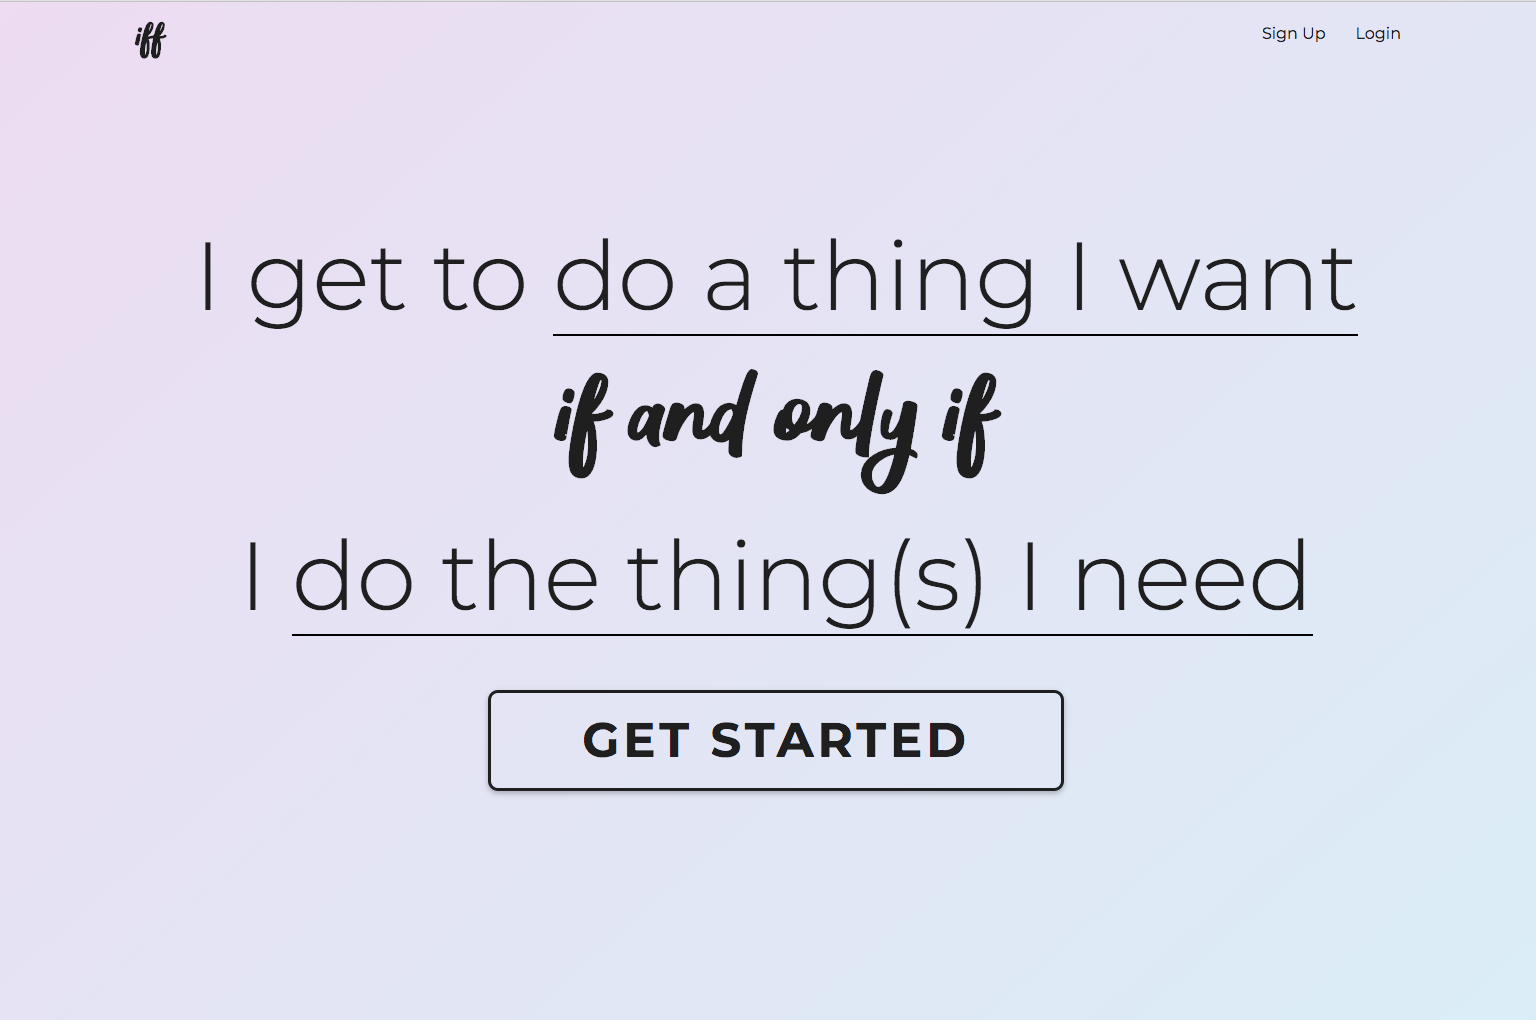 iff
Sign Up Login
I get to do a thing I want
if and only if
I do the thing(s) I need
GET STARTED